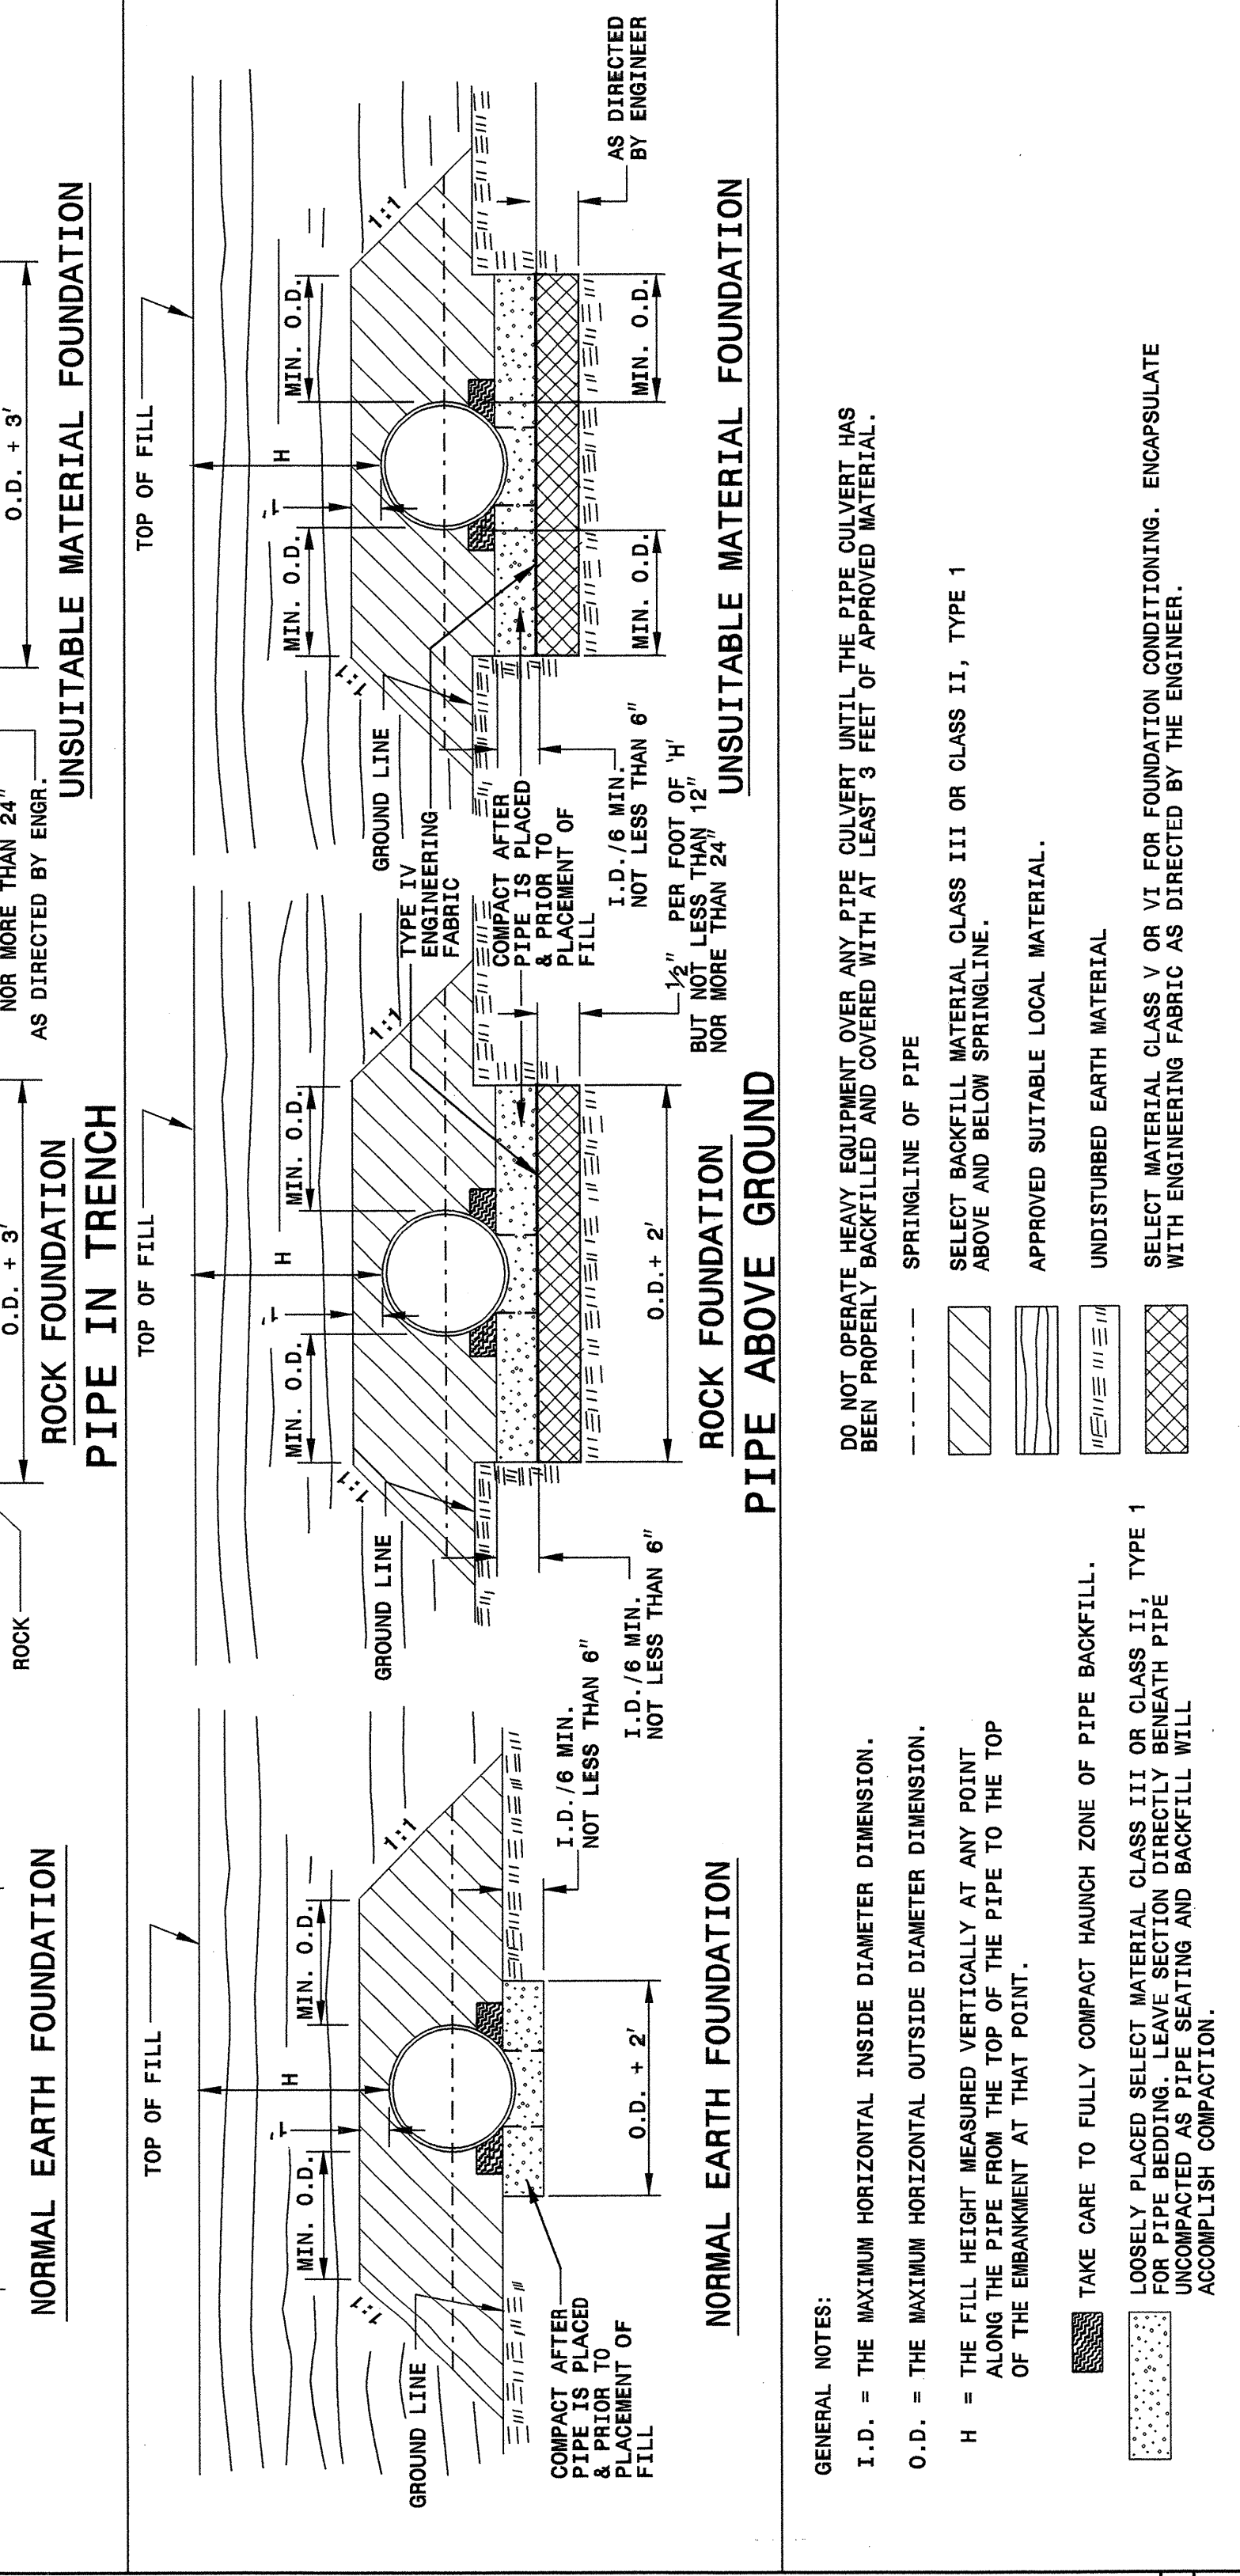 NORMAL EARTH FOUNDATION
ROCK
O.D. + 3'
ROCK FOUNDATION
PIPE IN TRENCH
NOR MORE THAN 24"
AS DIRECTED BY ENGR.
O.D. + 3'
UNSUITABLE MATERIAL FOUNDATION
TOP OF FILL
H
1'
MIN. O.D.
MIN. O.D.
1:1
1:1
GROUND LINE
COMPACT AFTER
PIPE IS PLACED
& PRIOR TO
PLACEMENT OF
FILL
O.D. + 2'
I.D./6 MIN.
NOT LESS THAN 6"
NORMAL EARTH FOUNDATION
TOP OF FILL
H
1'
MIN. O.D.
MIN. O.D.
1:1
1:1
GROUND LINE
I.D./6 MIN.
NOT LESS THAN 6"
O.D.+ 2'
TYPE IV
ENGINEERING
FABRIC
COMPACT AFTER
PIPE IS PLACED
& PRIOR TO
PLACEMENT OF
FILL
½" PER FOOT OF 'H'
BUT NOT LESS THAN 12"
NOR MORE THAN 24"
ROCK FOUNDATION
PIPE ABOVE GROUND
TOP OF FILL
H
1'
MIN. O.D.
MIN. O.D.
1:1
1:1
GROUND LINE
I.D./6 MIN.
NOT LESS THAN 6"
MIN. O.D.
MIN. O.D.
AS DIRECTED
BY ENGINEER
UNSUITABLE MATERIAL FOUNDATION
GENERAL NOTES:
I.D. = THE MAXIMUM HORIZONTAL INSIDE DIAMETER DIMENSION.
O.D. = THE MAXIMUM HORIZONTAL OUTSIDE DIAMETER DIMENSION.
H = THE FILL HEIGHT MEASURED VERTICALLY AT ANY POINT
ALONG THE PIPE FROM THE TOP OF THE PIPE TO THE TOP
OF THE EMBANKMENT AT THAT POINT.
TAKE CARE TO FULLY COMPACT HAUNCH ZONE OF PIPE BACKFILL.
LOOSELY PLACED SELECT MATERIAL CLASS III OR CLASS II, TYPE 1
FOR PIPE BEDDING. LEAVE SECTION DIRECTLY BENEATH PIPE
UNCOMPACTED AS PIPE SEATING AND BACKFILL WILL
ACCOMPLISH COMPACTION.
DO NOT OPERATE HEAVY EQUIPMENT OVER ANY PIPE CULVERT UNTIL THE PIPE CULVERT HAS
BEEN PROPERLY BACKFILLED AND COVERED WITH AT LEAST 3 FEET OF APPROVED MATERIAL.
SPRINGLINE OF PIPE
SELECT BACKFILL MATERIAL CLASS III OR CLASS II, TYPE 1
ABOVE AND BELOW SPRINGLINE.
APPROVED SUITABLE LOCAL MATERIAL.
UNDISTURBED EARTH MATERIAL
SELECT MATERIAL CLASS V OR VI FOR FOUNDATION CONDITIONING. ENCAPSULATE
WITH ENGINEERING FABRIC AS DIRECTED BY THE ENGINEER.